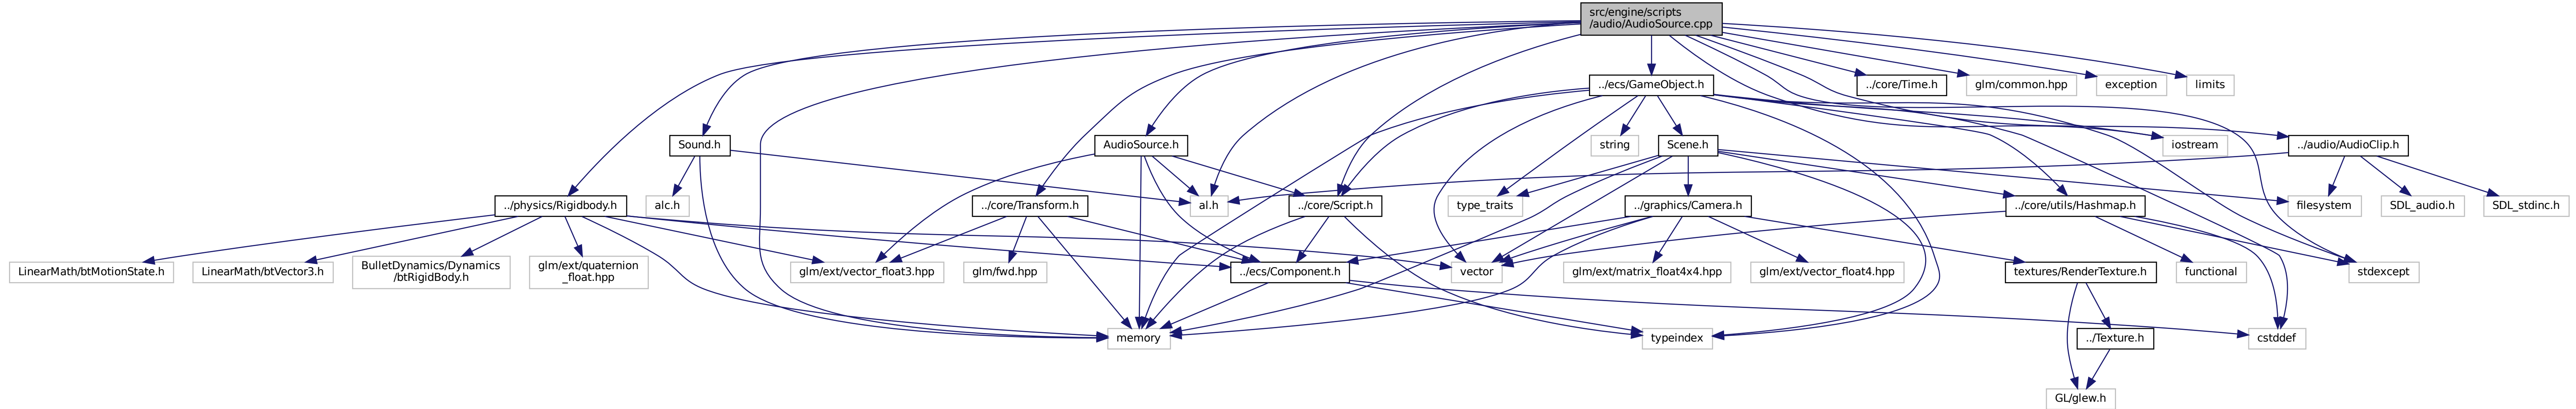 src/engine/scripts
/audio/AudioSource.cpp
../ecs/GameObject.h
../core/Time.h
glm/common.hpp
exception
limits
Sound.h
AudioSource.h
string
Scene.h
iostream
../audio/AudioClip.h
../physics/Rigidbody.h
alc.h
../core/Transform.h
al.h
../core/Script.h
type_traits
../graphics/Camera.h
../core/utils/Hashmap.h
filesystem
SDL_audio.h
SDL_stdinc.h
LinearMath/btMotionState.h
LinearMath/btVector3.h
BulletDynamics/Dynamics
/btRigidBody.h
glm/ext/quaternion
_float.hpp
glm/ext/vector_float3.hpp
glm/fwd.hpp
../ecs/Component.h
vector
glm/ext/matrix_float4x4.hpp
glm/ext/vector_float4.hpp
textures/RenderTexture.h
functional
stdexcept
memory
typeindex
../Texture.h
cstddef
GL/glew.h